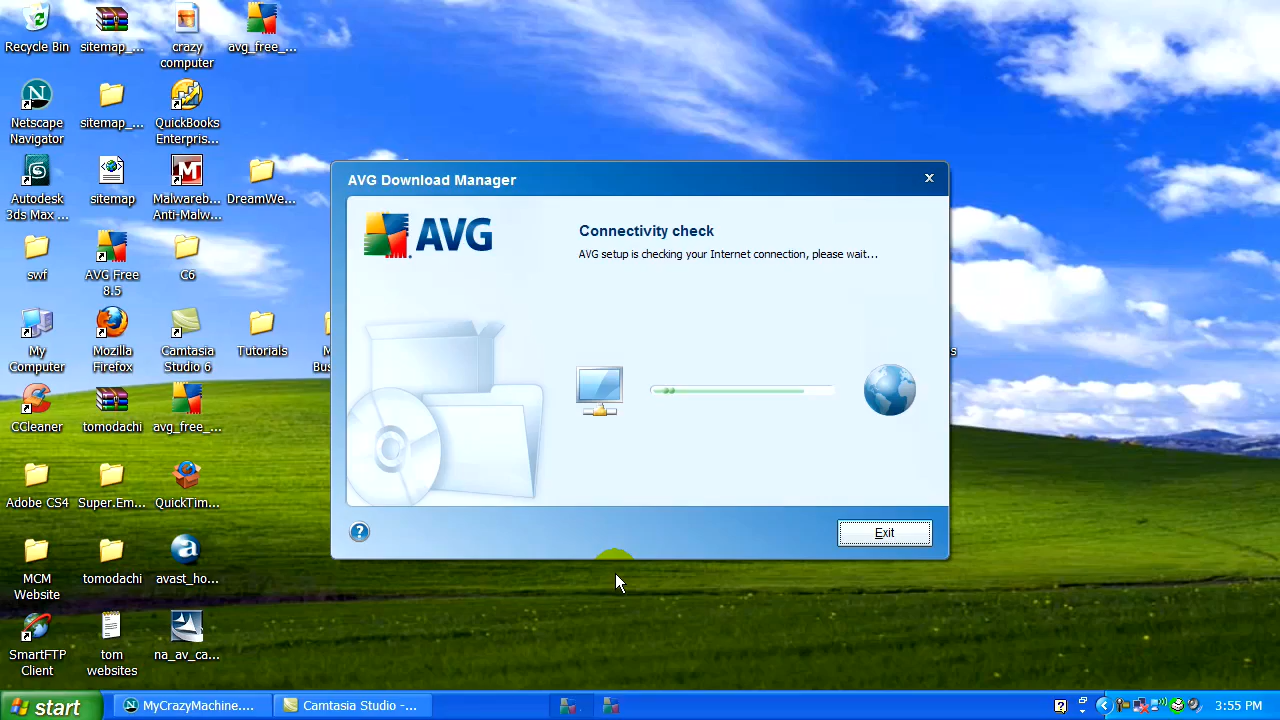 Recycle Bin
sitemap_...
crazy
computer
avg_free_...
Netscape
Navigator
sitemap_...
QuickBooks
Enterpris...
Autodesk
3ds Max ...
sitemap
Malwareb...
Anti-Malw...
DreamWe...
swf
AVG Free
8.5
C6
My
Computer
Mozilla
Firefox
Camtasia
Studio 6
Tutorials
CCleaner
tomodachi
avg_free_...
Adobe CS4
Super.Em...
QuickTim...
MCM
Website
tomodachi
avast_ho...
SmartFTP
Client
tom
websites
na_av_ca...
AVG Download Manager
AVG
Connectivity check
AVG setup is checking your Internet connection, please wait...
Exit
start
MyCrazyMachine....
Camtasia Studio -...
3:55 PM